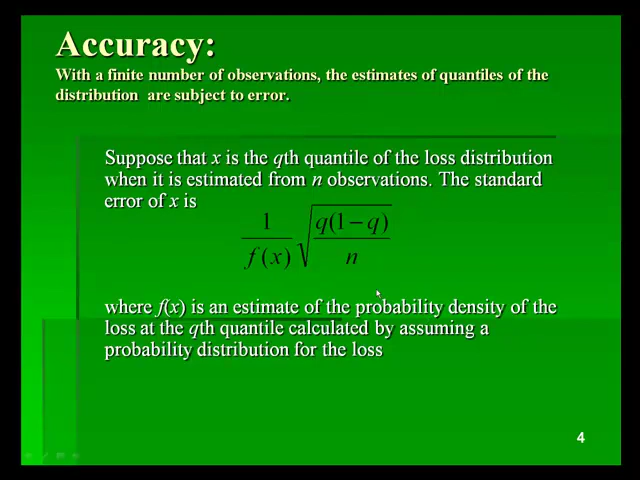 Accuracy:
With a finite number of observations, the estimates of quantiles of the
distribution are subject to error.
Suppose that x is the qth quantile of the loss distribution
when it is estimated from n observations. The standard
error of x is
1
f(x)
√
q(1−q)
n
where f(x) is an estimate of the probability density of the
loss at the qth quantile calculated by assuming a
probability distribution for the loss
4